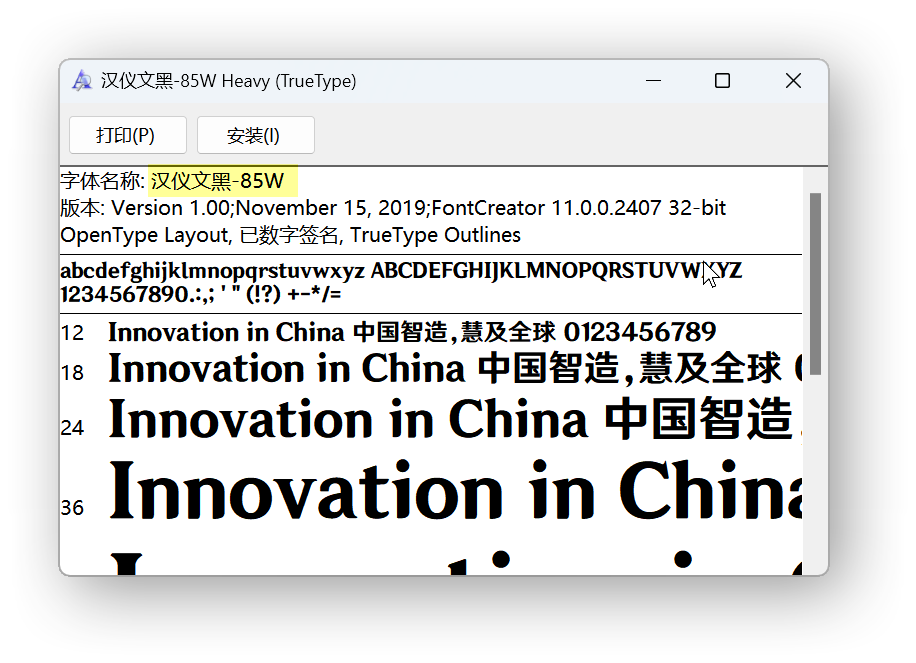 汉仪文黑-85W Heavy (TrueType)
打印(P) 安装(I)
字体名称: 汉仪文黑-85W
版本: Version 1.00;November 15, 2019;FontCreator 11.0.0.2407 32-bit
OpenType Layout, 已数字签名, TrueType Outlines
abcdefghijklmnopqrstuvwxyz ABCDEFGHIJKLMNOPQRSTUVWXYZ
1234567890.:,; ' " (!?) +-*/=
12 Innovation in China 中国智造,慧及全球 0123456789
18 Innovation in China 中国智造,慧及全球
24 Innovation in China 中国智造,
36 Innovation in China